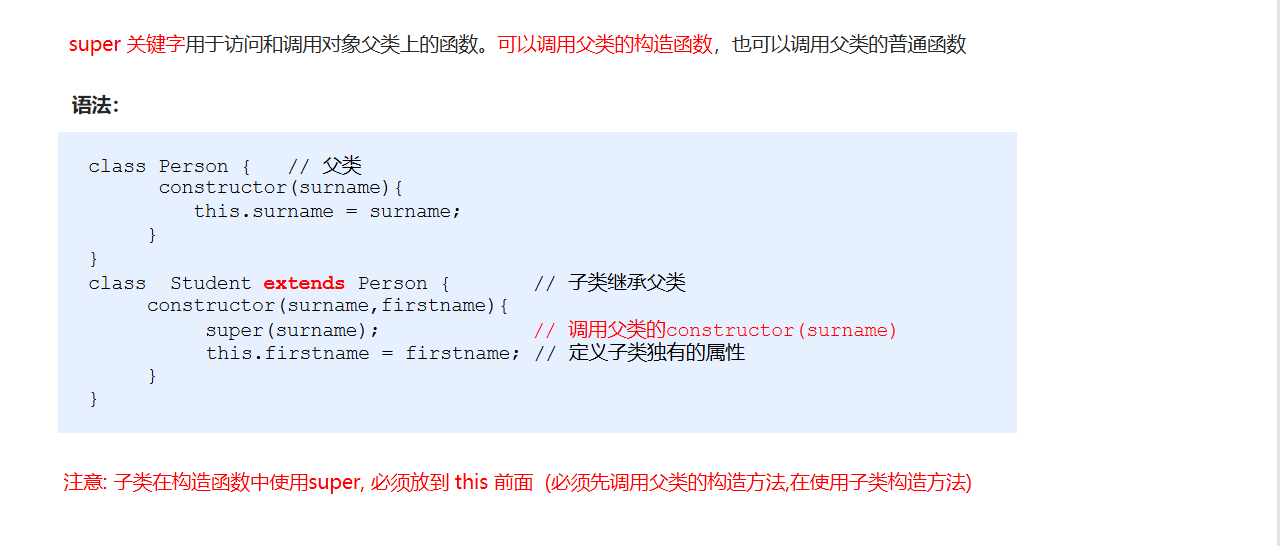 super 关键字用于访问和调用对象父类上的函数。可以调用父类的构造函数，也可以调用父类的普通函数
语法：
class Person {   // 父类
      constructor(surname){
         this.surname = surname;
     }
}
class  Student extends Person {       // 子类继承父类
     constructor(surname,firstname){
          super(surname);             // 调用父类的constructor(surname)
          this.firstname = firstname; // 定义子类独有的属性
     }
}
注意: 子类在构造函数中使用super, 必须放到 this 前面  (必须先调用父类的构造方法,在使用子类构造方法)